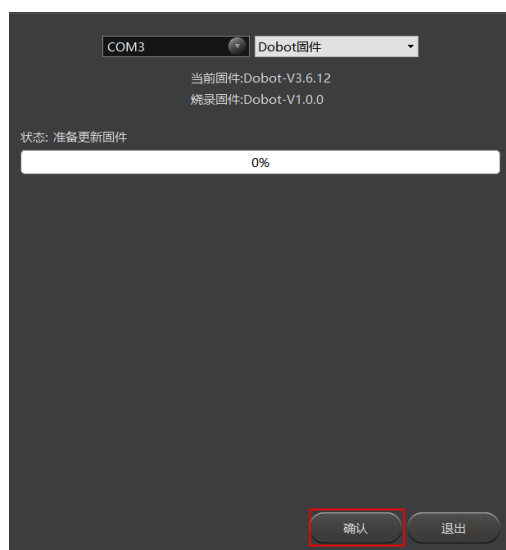 COM3 Dobot固件
当前固件:Dobot-V3.6.12
烧录固件:Dobot-V1.0.0
状态: 准备更新固件
0%
确认 退出